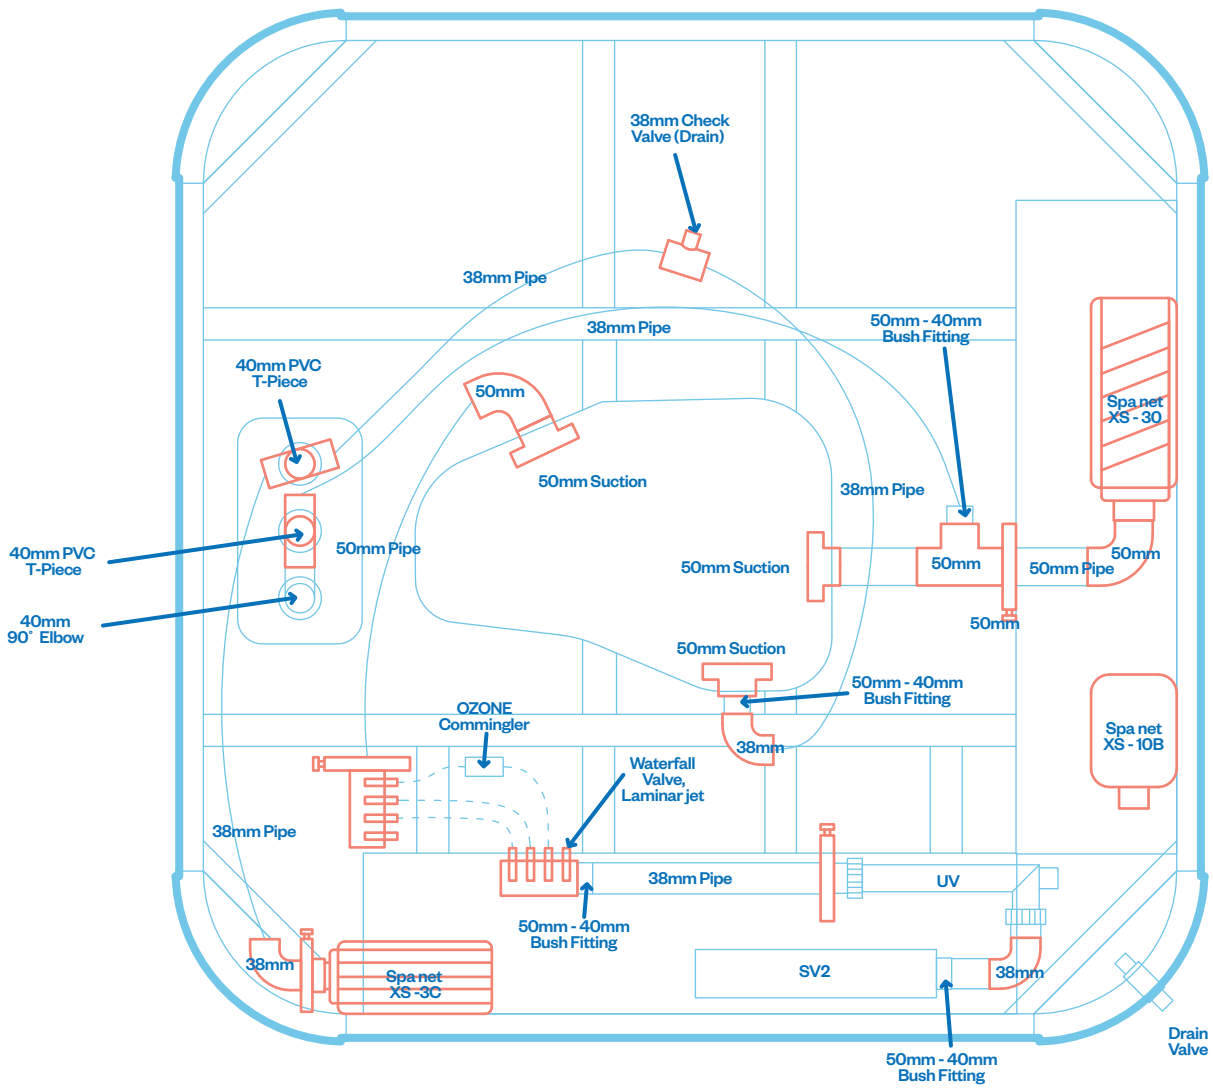 38mm Check
Valve (Drain)
38mm Pipe
38mm Pipe
50mm - 40mm
Bush Fitting
40mm PVC
T-Piece
50mm
Spa net
XS - 30
50mm Suction
38mm Pipe
40mm PVC
T-Piece
50mm Pipe
50mm Suction
50mm
50mm Pipe
50mm
40mm
90° Elbow
50mm
50mm Suction
50mm - 40mm
Bush Fitting
OZONE
Commingler
38mm
Spa net
XS - 10B
Waterfall
Valve,
Laminar jet
38mm Pipe
38mm Pipe
UV
50mm - 40mm
Bush Fitting
38mm
Spa net
XS -3C
SV2
38mm
Drain
Valve
50mm - 40mm
Bush Fitting